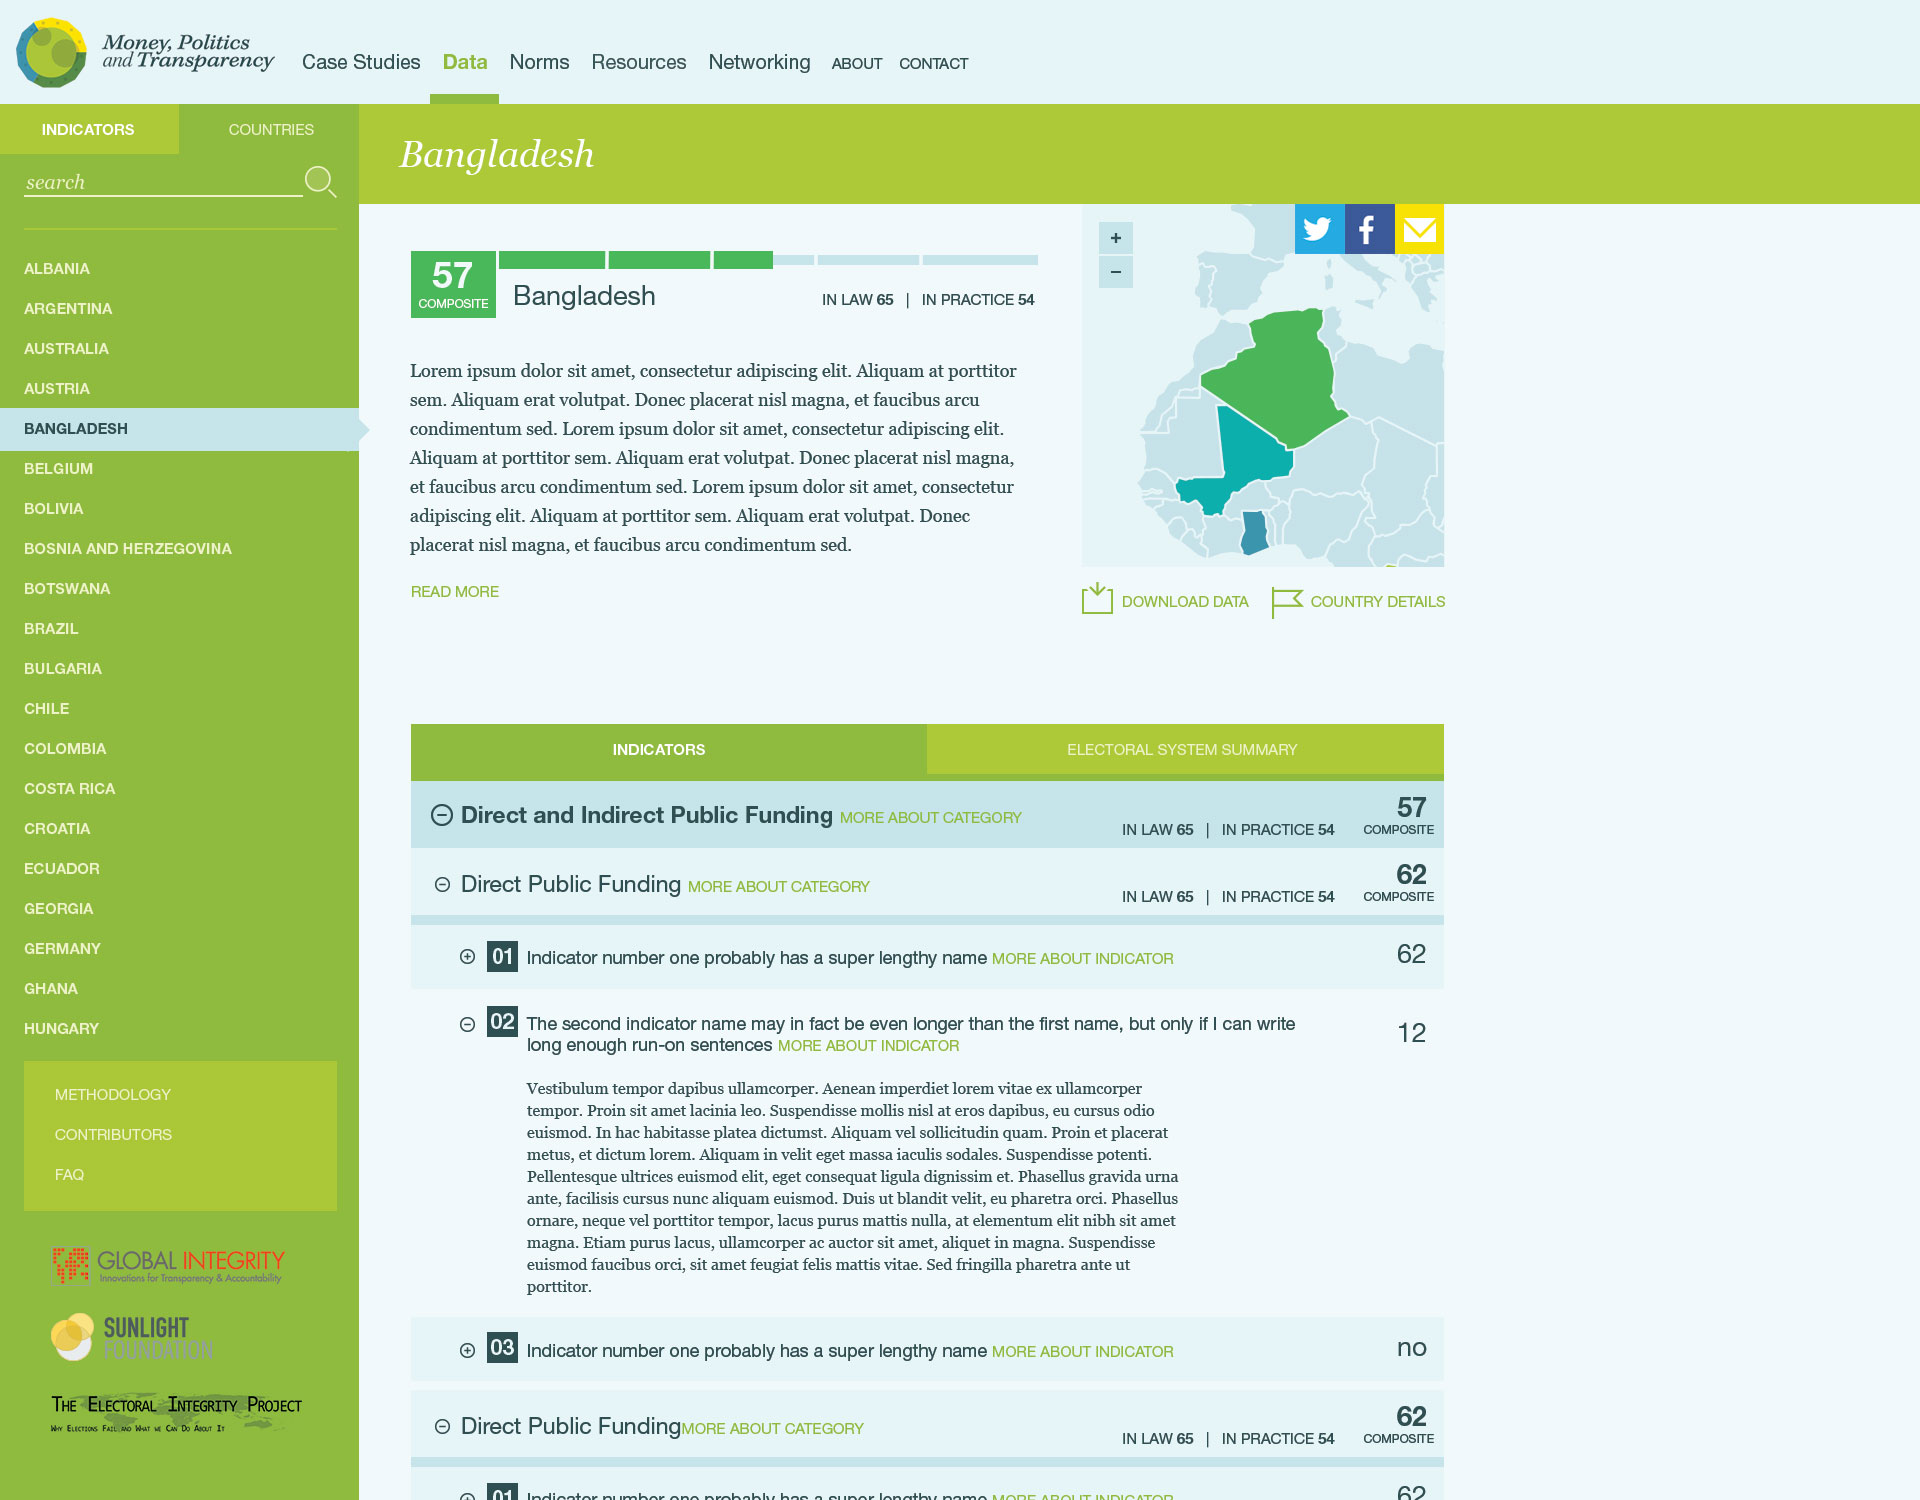 Money, Politics
and Transparency
Case Studies
Data
Norms
Resources
Networking
ABOUT
CONTACT
INDICATORS
COUNTRIES
search
ALBANIA
ARGENTINA
AUSTRALIA
AUSTRIA
BANGLADESH
BELGIUM
BOLIVIA
BOSNIA AND HERZEGOVINA
BOTSWANA
BRAZIL
BULGARIA
CHILE
COLOMBIA
COSTA RICA
CROATIA
ECUADOR
GEORGIA
GERMANY
GHANA
HUNGARY
METHODOLOGY
CONTRIBUTORS
FAQ
GLOBAL INTEGRITY
Innovations for Transparency & Accountability
SUNLIGHT
FOUNDATION
THE ELECTORAL INTEGRITY PROJECT
WHY ELECTIONS FAIL AND WHAT WE CAN DO ABOUT IT
Bangladesh
57
COMPOSITE
Bangladesh
IN LAW 65 | IN PRACTICE 54
Lorem ipsum dolor sit amet, consectetur adipiscing elit. Aliquam at porttitor
sem. Aliquam erat volutpat. Donec placerat nisl magna, et faucibus arcu
condimentum sed. Lorem ipsum dolor sit amet, consectetur adipiscing elit.
Aliquam at porttitor sem. Aliquam erat volutpat. Donec placerat nisl magna,
et faucibus arcu condimentum sed. Lorem ipsum dolor sit amet, consectetur
adipiscing elit. Aliquam at porttitor sem. Aliquam erat volutpat. Donec
placerat nisl magna, et faucibus arcu condimentum sed.
READ MORE
+
−
DOWNLOAD DATA
COUNTRY DETAILS
INDICATORS
ELECTORAL SYSTEM SUMMARY
Direct and Indirect Public Funding MORE ABOUT CATEGORY
IN LAW 65 | IN PRACTICE 54
57
COMPOSITE
Direct Public Funding MORE ABOUT CATEGORY
IN LAW 65 | IN PRACTICE 54
62
COMPOSITE
01 Indicator number one probably has a super lengthy name MORE ABOUT INDICATOR
62
02 The second indicator name may in fact be even longer than the first name, but only if I can write
long enough run-on sentences MORE ABOUT INDICATOR
12
Vestibulum tempor dapibus ullamcorper. Aenean imperdiet lorem vitae ex ullamcorper
tempor. Proin sit amet lacinia leo. Suspendisse mollis nisl at eros dapibus, eu cursus odio
euismod. In hac habitasse platea dictumst. Aliquam vel sollicitudin quam. Proin et placerat
metus, et dictum lorem. Aliquam in velit eget massa iaculis sodales. Suspendisse potenti.
Pellentesque ultrices euismod elit, eget consequat ligula dignissim et. Phasellus gravida urna
ante, facilisis cursus nunc aliquam euismod. Duis ut blandit velit, eu pharetra orci. Phasellus
ornare, neque vel porttitor tempor, lacus purus mattis nulla, at elementum elit nibh sit amet
magna. Etiam purus lacus, ullamcorper ac auctor sit amet, aliquet in magna. Suspendisse
euismod faucibus orci, sit amet feugiat felis mattis vitae. Sed fringilla pharetra ante ut
porttitor.
03 Indicator number one probably has a super lengthy name MORE ABOUT INDICATOR
no
Direct Public FundingMORE ABOUT CATEGORY
IN LAW 65 | IN PRACTICE 54
62
COMPOSITE
01 Indicator number one probably has a super lengthy name MORE ABOUT INDICATOR
62